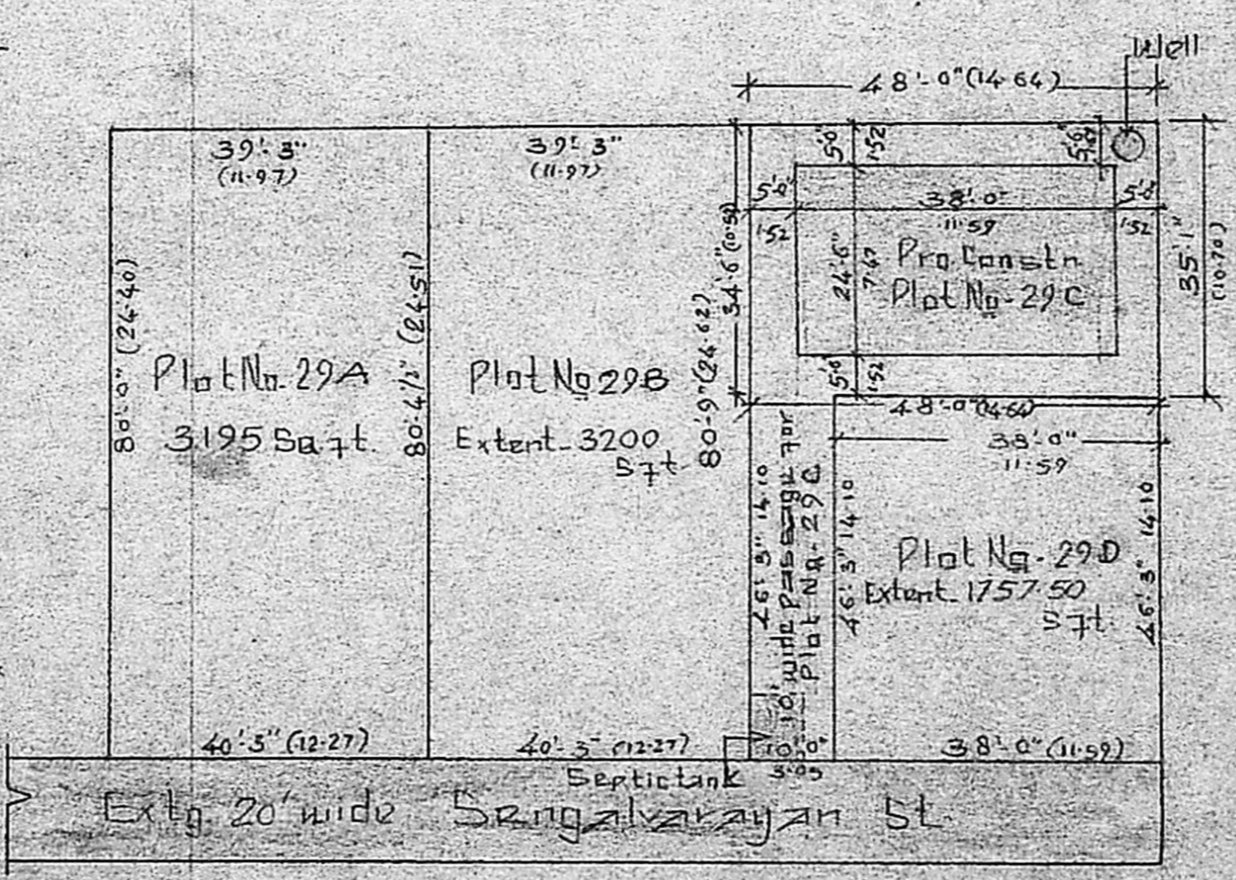 Well
48'-0"(14.64)
39'-3"
(11.97)
39'-3"
(11.97)
5'0"
1.52
5'6"
5'0"
38'-0"
5'0"
1.52
11.59
1.52
34'6" (10.52)
24'-6"
7.47
Pro. Constn
Plot No-29C
35'1"
(10.70)
5'0"
1.52
80'-0" (24.40)
Plot No. 29A
3195 Sq ft.
80'-4½" (24.51)
Plot No 29B
Extent-3200
Sft.
80'-9" (24.62)
48'-0" (14.64)
38'-0"
11.59
46'-3" 14.10
10' wide Passage for
Plot No-29C
46'-3" 14.10
Plot No-29D
Extent-1757.50
Sft.
46'-3" 14.10
40'-3" (12.27)
40'-3" (12.27)
10'-0"
3.05
38'-0" (11.59)
Septictank
Extg. 20' wide Sengalvarayan St.